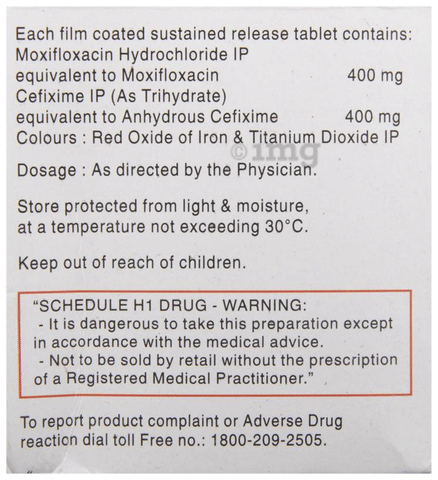 Each film coated sustained release tablet contains:
Moxifloxacin Hydrochloride IP
equivalent to Moxifloxacin 400 mg
Cefixime IP (As Trihydrate)
equivalent to Anhydrous Cefixime 400 mg
Colours : Red Oxide of Iron & Titanium Dioxide IP
©1mg
Dosage : As directed by the Physician.
Store protected from light & moisture,
at a temperature not exceeding 30°C.
Keep out of reach of children.
“SCHEDULE H1 DRUG - WARNING:
- It is dangerous to take this preparation except
in accordance with the medical advice.
- Not to be sold by retail without the prescription
of a Registered Medical Practitioner.”
To report product complaint or Adverse Drug
reaction dial toll Free no.: 1800-209-2505.